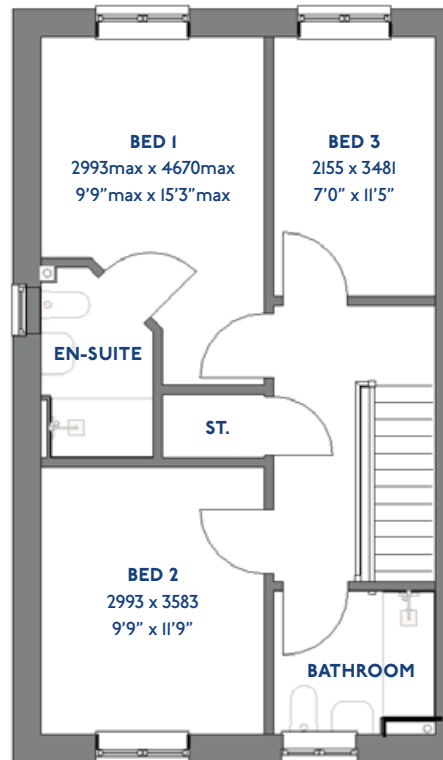 BED 1
2993max x 4670max
9'9"max x 15'3"max
BED 3
2155 x 3481
7'0" x 11'5"
EN-SUITE
ST.
BED 2
2993 x 3583
9'9" x 11'9"
BATHROOM